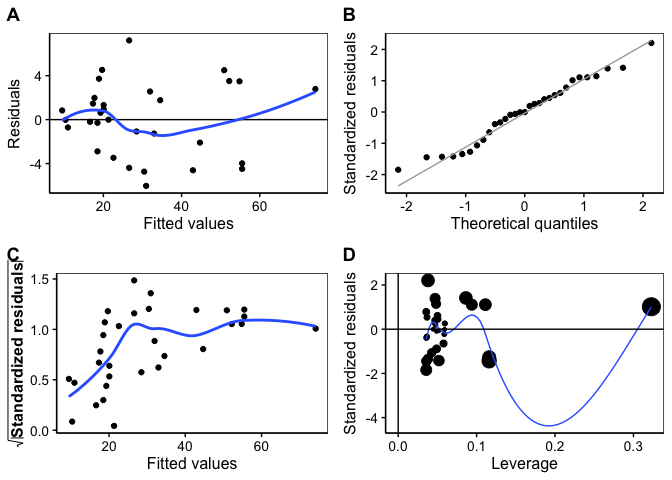 A
B
Residuals
4
0
-4
20
40
60
Fitted values
Standardized residuals
2
1
0
-1
-2
-2
-1
0
1
2
Theoretical quantiles
C
D
√|Standardized residuals|
1.5
1.0
0.5
0.0
20
40
60
Fitted values
Standardized residuals
2
0
-2
-4
0.0
0.1
0.2
0.3
Leverage